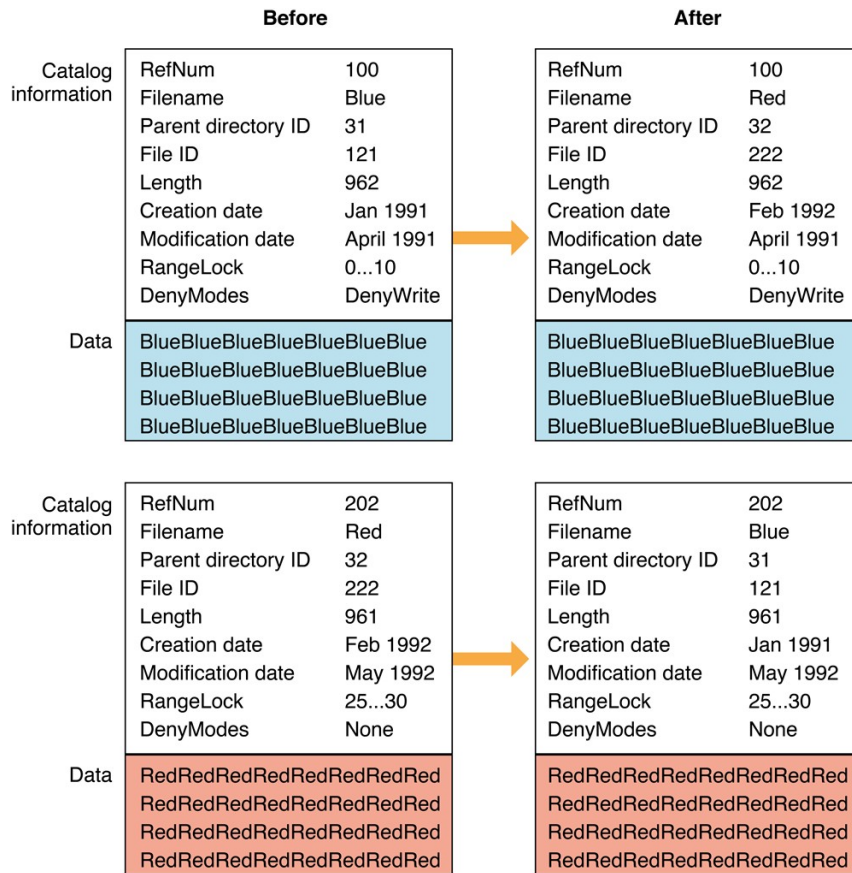 Before
After
Catalog information
RefNum 100
Filename Blue
Parent directory ID 31
File ID 121
Length 962
Creation date Jan 1991
Modification date April 1991
RangeLock 0...10
DenyModes DenyWrite
RefNum 100
Filename Red
Parent directory ID 32
File ID 222
Length 962
Creation date Feb 1992
Modification date April 1991
RangeLock 0...10
DenyModes DenyWrite
Data
BlueBlueBlueBlueBlueBlueBlue
BlueBlueBlueBlueBlueBlueBlue
BlueBlueBlueBlueBlueBlueBlue
BlueBlueBlueBlueBlueBlueBlue
BlueBlueBlueBlueBlueBlueBlue
BlueBlueBlueBlueBlueBlueBlue
BlueBlueBlueBlueBlueBlueBlue
BlueBlueBlueBlueBlueBlueBlue
Catalog information
RefNum 202
Filename Red
Parent directory ID 32
File ID 222
Length 961
Creation date Feb 1992
Modification date May 1992
RangeLock 25...30
DenyModes None
RefNum 202
Filename Blue
Parent directory ID 31
File ID 121
Length 961
Creation date Jan 1991
Modification date May 1992
RangeLock 25...30
DenyModes None
Data
RedRedRedRedRedRedRedRed
RedRedRedRedRedRedRedRed
RedRedRedRedRedRedRedRed
RedRedRedRedRedRedRedRed
RedRedRedRedRedRedRedRed
RedRedRedRedRedRedRedRed
RedRedRedRedRedRedRedRed
RedRedRedRedRedRedRedRed